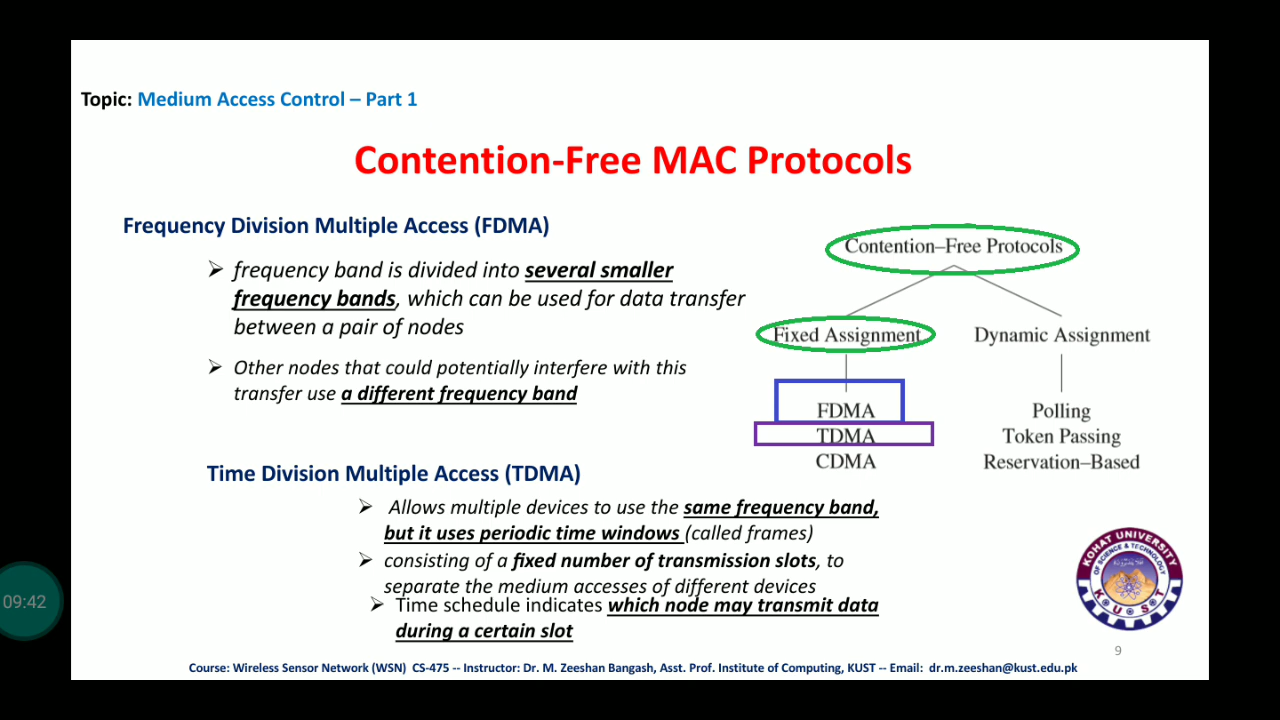 Topic: Medium Access Control – Part 1
Contention-Free MAC Protocols
Frequency Division Multiple Access (FDMA)
frequency band is divided into several smaller
frequency bands, which can be used for data transfer
between a pair of nodes
Other nodes that could potentially interfere with this
transfer use a different frequency band
Contention–Free Protocols
Fixed Assignment
Dynamic Assignment
FDMA
TDMA
CDMA
Polling
Token Passing
Reservation–Based
Time Division Multiple Access (TDMA)
Allows multiple devices to use the same frequency band,
but it uses periodic time windows (called frames)
consisting of a fixed number of transmission slots, to
separate the medium accesses of different devices
Time schedule indicates which node may transmit data
during a certain slot
KOHAT UNIVERSITY
OF SCIENCE & TECHNOLOGY
K U S T
09:42
9
Course: Wireless Sensor Network (WSN) CS-475 -- Instructor: Dr. M. Zeeshan Bangash, Asst. Prof. Institute of Computing, KUST -- Email: dr.m.zeeshan@kust.edu.pk